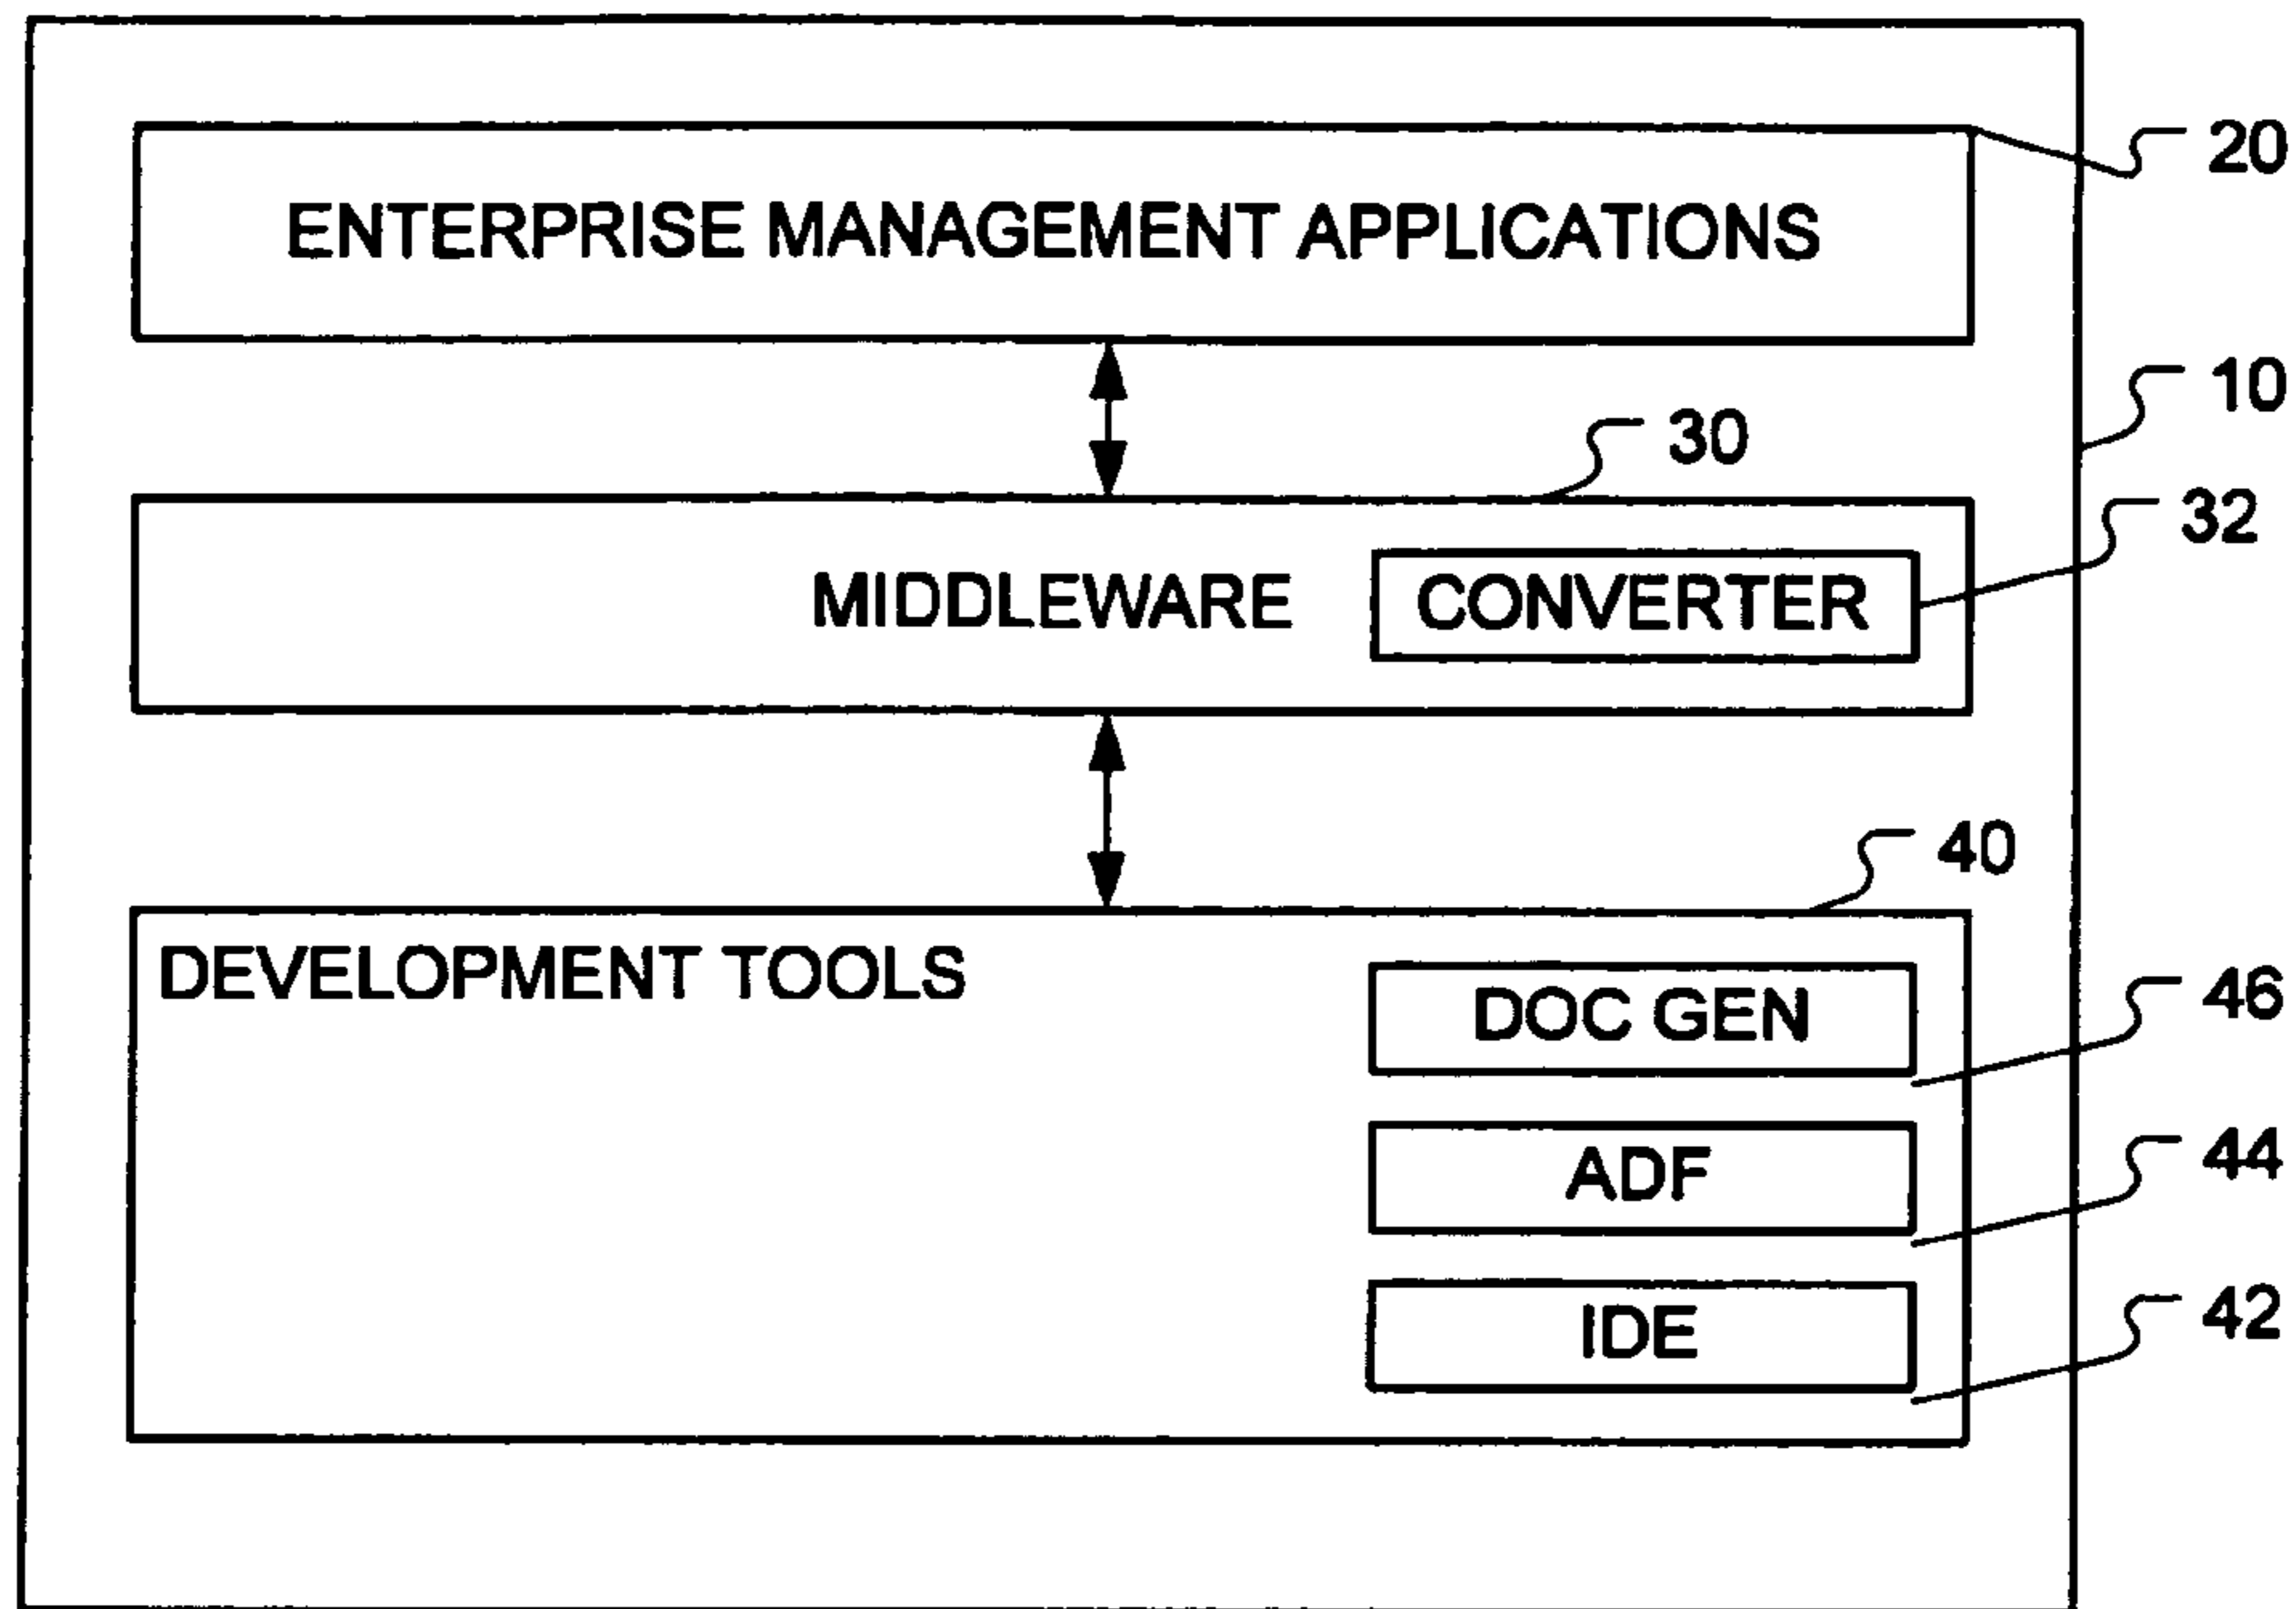 20
ENTERPRISE MANAGEMENT APPLICATIONS
10
30
32
MIDDLEWARE
CONVERTER
40
DEVELOPMENT TOOLS
DOC GEN
46
ADF
44
IDE
42